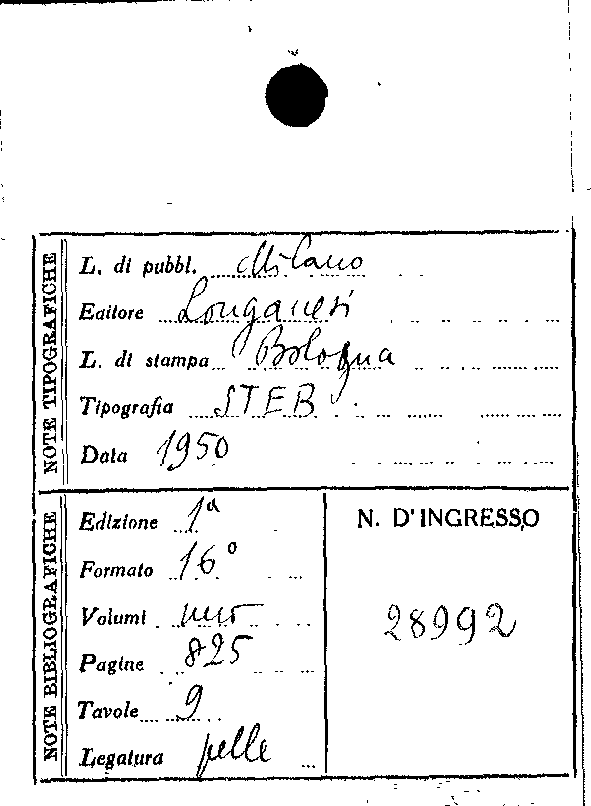 NOTE TIPOGRAFICHE
L. di pubbl. Milano
Editore Longanesi
L. di stampa Bologna
Tipografia STEB
Data 1950
NOTE BIBLIOGRAFICHE
Edizione 1ª
Formato 16°
Volumi uno
Pagine 825
Tavole 9
Legatura pelle
N. D'INGRESSO
28992